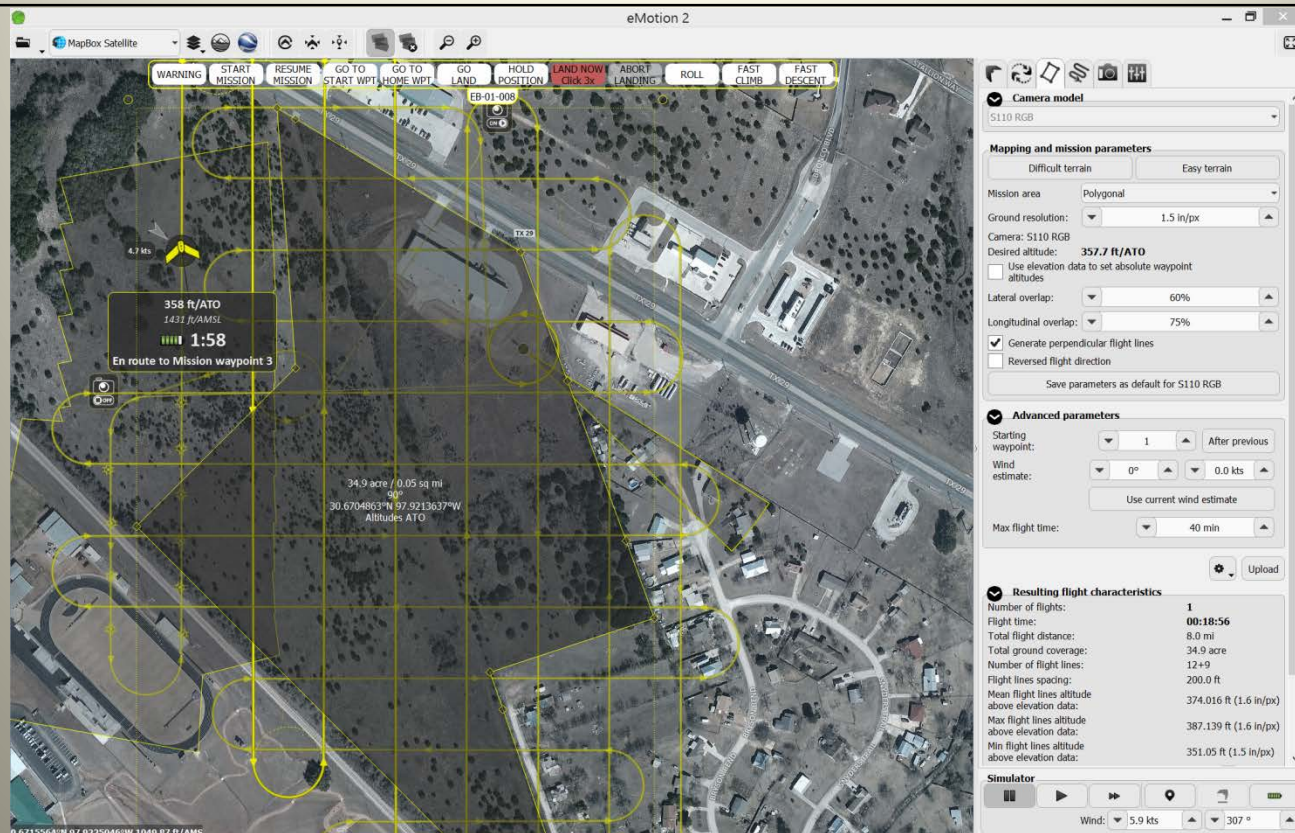 eMotion 2
MapBox Satellite
WARNING
START MISSION
RESUME MISSION
GO TO START WPT
GO TO HOME WPT
GO LAND
HOLD POSITION
LAND NOW Click 3x
ABORT LANDING
ROLL
FAST CLIMB
FAST DESCENT
EB-01-008
ON
TX 29
TX 29
TX 29
TX 29
4.7 kts
358 ft/ATO
1431 ft/AMSL
1:58
En route to Mission waypoint 3
OFF
34.9 acre / 0.05 sq mi
90°
30.6704863°N 97.9213637°W
Altitudes ATO
Camera model
S110 RGB
Mapping and mission parameters
Difficult terrain
Easy terrain
Mission area
Polygonal
Ground resolution:
1.5 in/px
Camera: S110 RGB
Desired altitude: 357.7 ft/ATO
Use elevation data to set absolute waypoint
altitudes
Lateral overlap:
60%
Longitudinal overlap:
75%
Generate perpendicular flight lines
Reversed flight direction
Save parameters as default for S110 RGB
Advanced parameters
Starting
waypoint:
1
After previous
Wind
estimate:
0°
0.0 kts
Use current wind estimate
Max flight time:
40 min
Upload
Resulting flight characteristics
Number of flights: 1
Flight time: 00:18:56
Total flight distance: 8.0 mi
Total ground coverage: 34.9 acre
Number of flight lines: 12+9
Flight lines spacing: 200.0 ft
Mean flight lines altitude
above elevation data: 374.016 ft (1.6 in/px)
Max flight lines altitude
above elevation data: 387.139 ft (1.6 in/px)
Min flight lines altitude
above elevation data: 351.05 ft (1.5 in/px)
Simulator
Wind: 5.9 kts
307 °